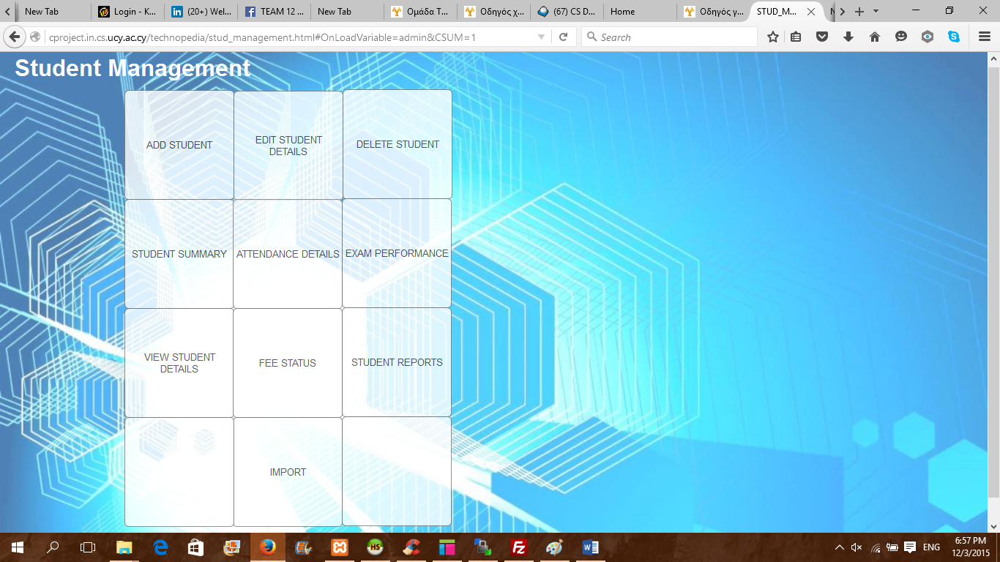 New Tab
Login - K...
(20+) Wel...
TEAM 12 ...
New Tab
Ομάδα Τ...
Οδηγός χ...
(67) CS D...
Home
Οδηγός γ...
STUD_M...
cproject.in.cs.ucy.ac.cy/technopedia/stud_management.html#OnLoadVariable=admin&CSUM=1
Search
Student Management
ADD STUDENT
EDIT STUDENT
DETAILS
DELETE STUDENT
STUDENT SUMMARY
ATTENDANCE DETAILS
EXAM PERFORMANCE
VIEW STUDENT
DETAILS
FEE STATUS
STUDENT REPORTS
IMPORT
ENG
6:57 PM
12/3/2015